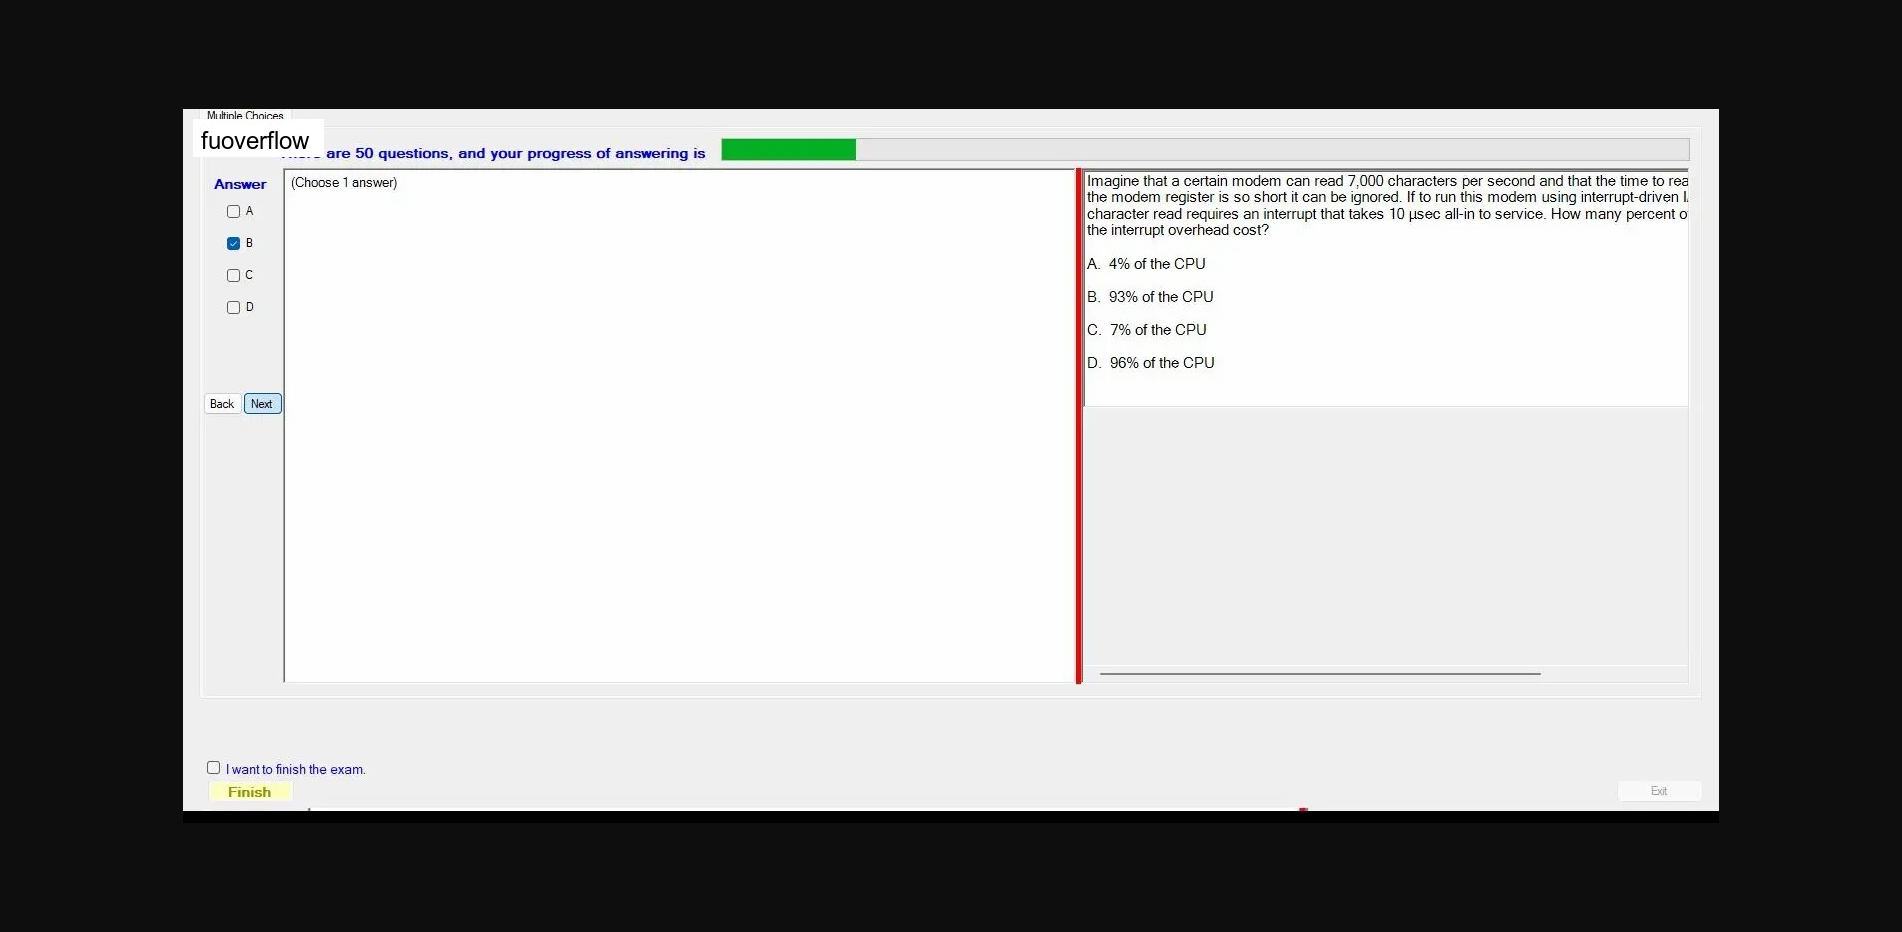 Multiple Choices
fuoverflow
are 50 questions, and your progress of answering is
Answer
(Choose 1 answer)
A
B
C
D
Back Next
Imagine that a certain modem can read 7,000 characters per second and that the time to rea
the modem register is so short it can be ignored. If to run this modem using interrupt-driven I
character read requires an interrupt that takes 10 µsec all-in to service. How many percent o
the interrupt overhead cost?
A. 4% of the CPU
B. 93% of the CPU
C. 7% of the CPU
D. 96% of the CPU
I want to finish the exam.
Finish
Exit